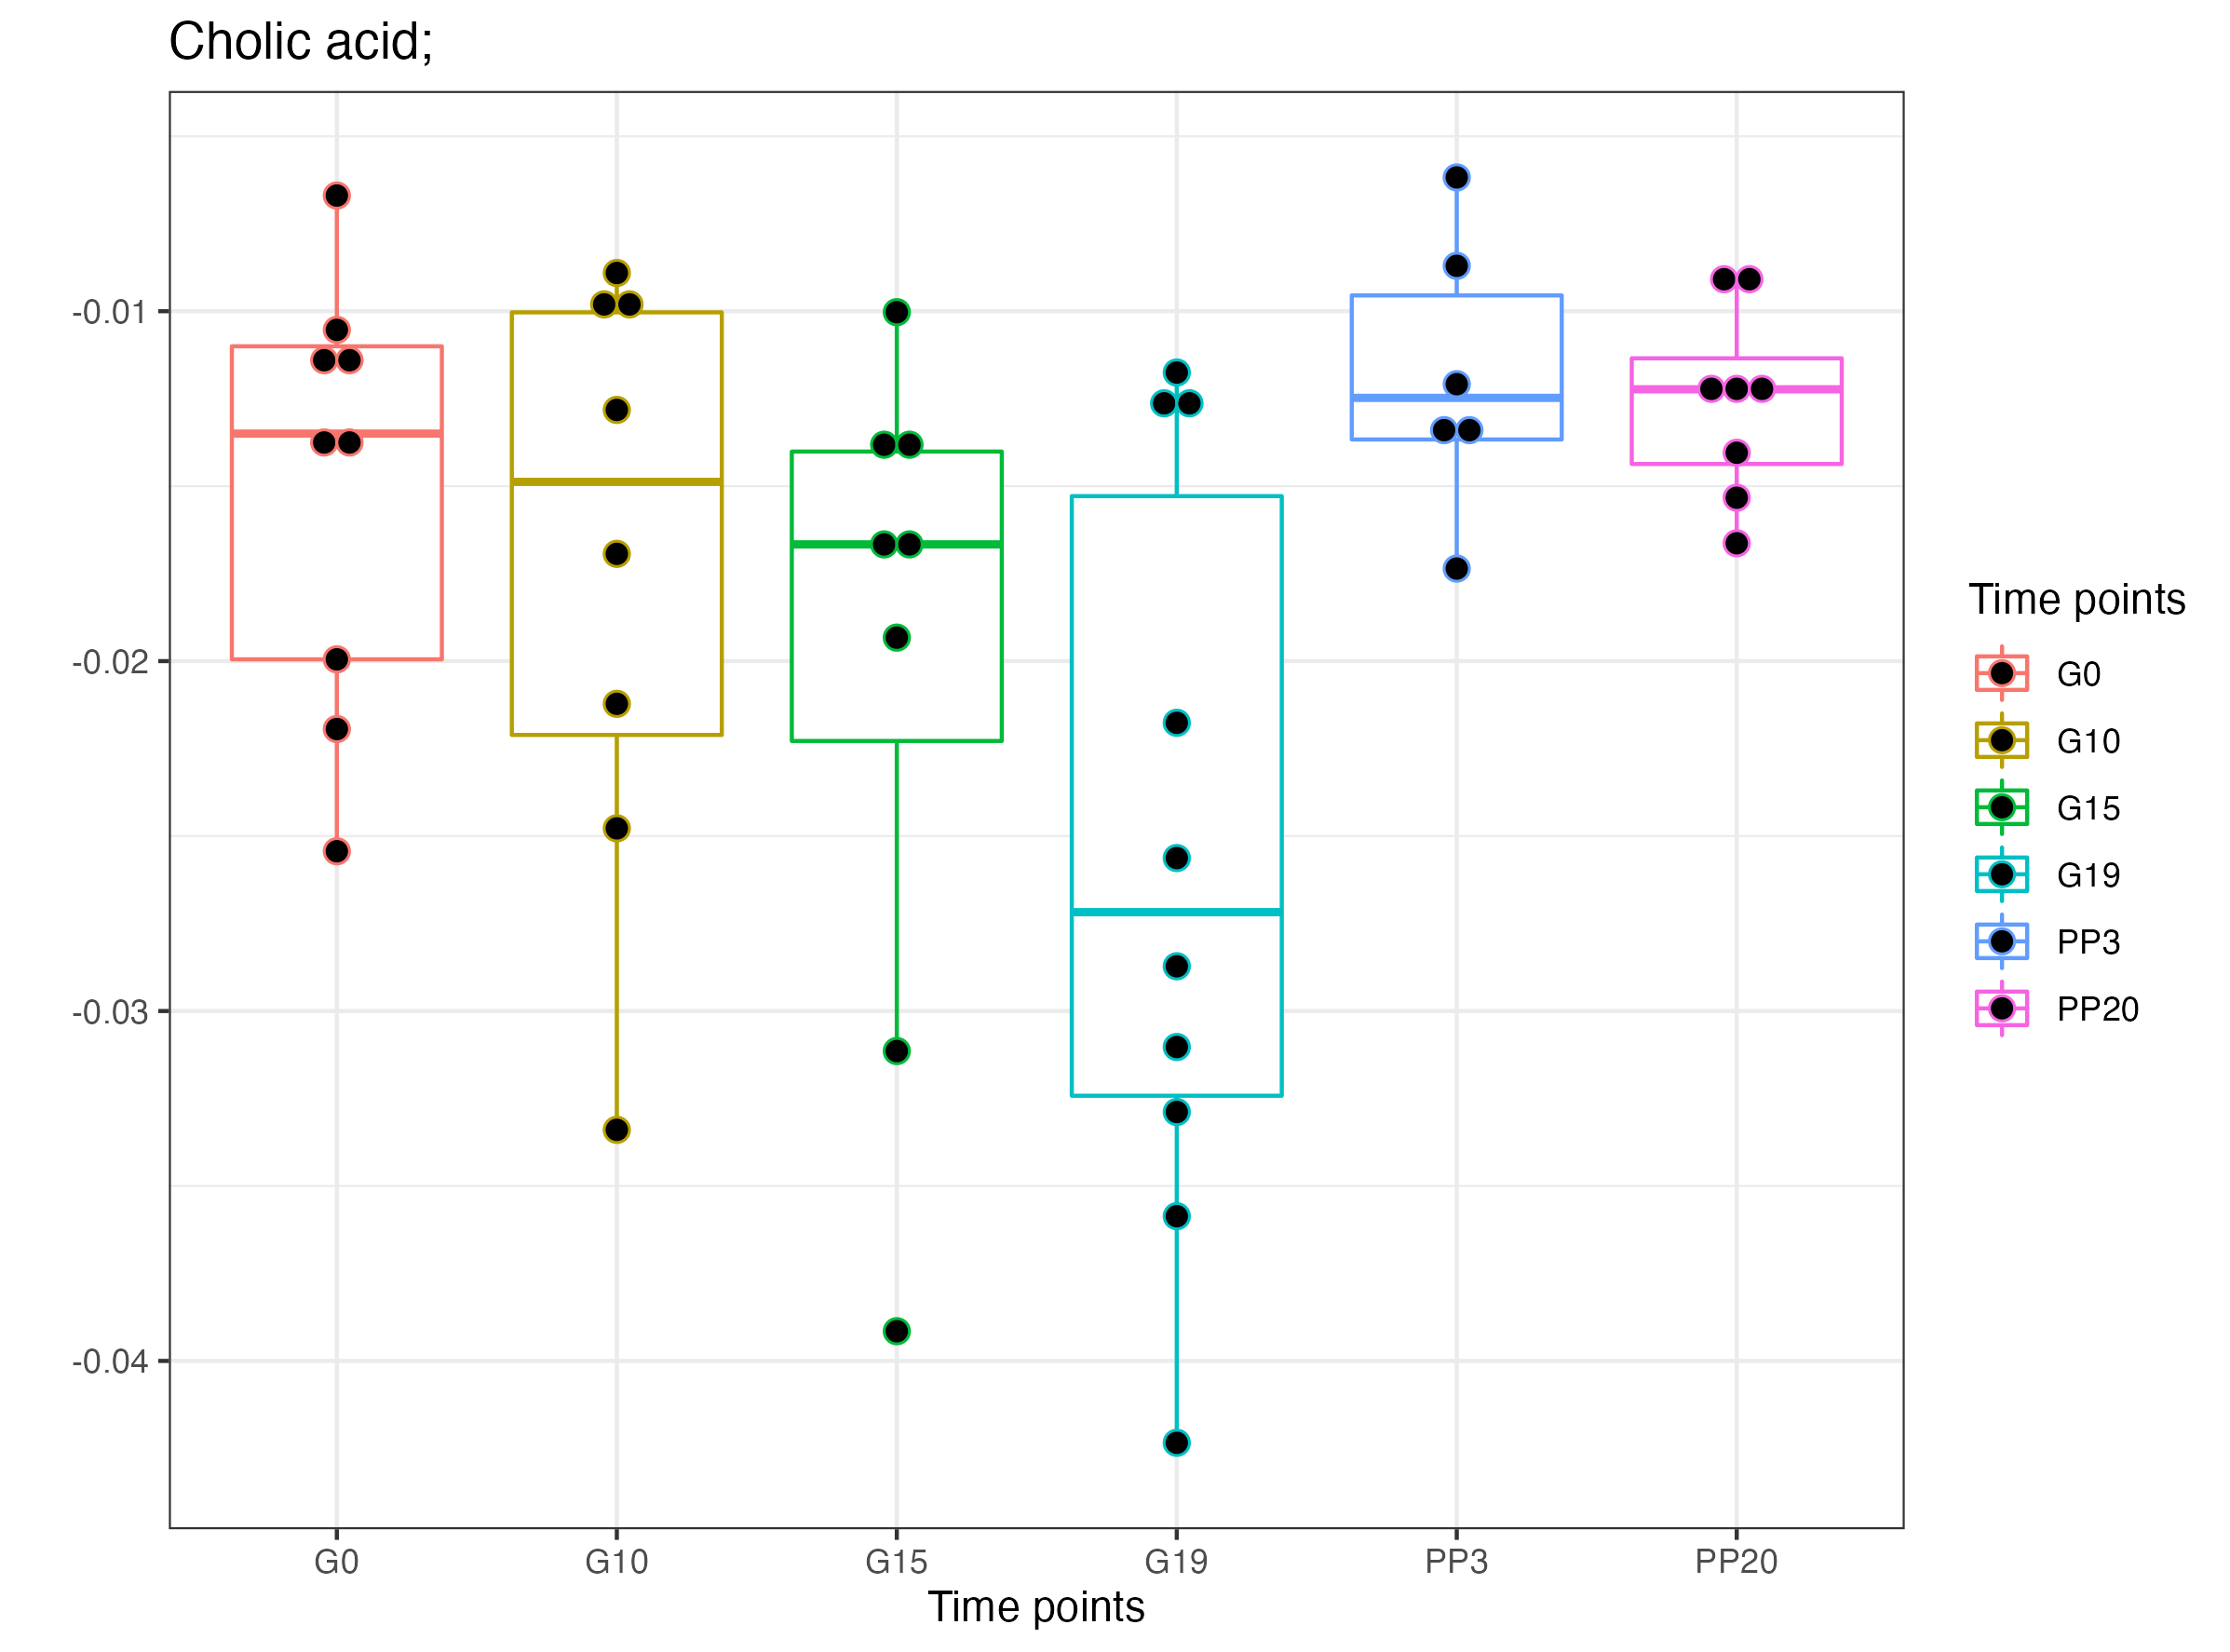 Cholic acid;
-0.01
-0.02
-0.03
-0.04
G0 G10 G15 G19 PP3 PP20
Time points
Time points
G0
G10
G15
G19
PP3
PP20